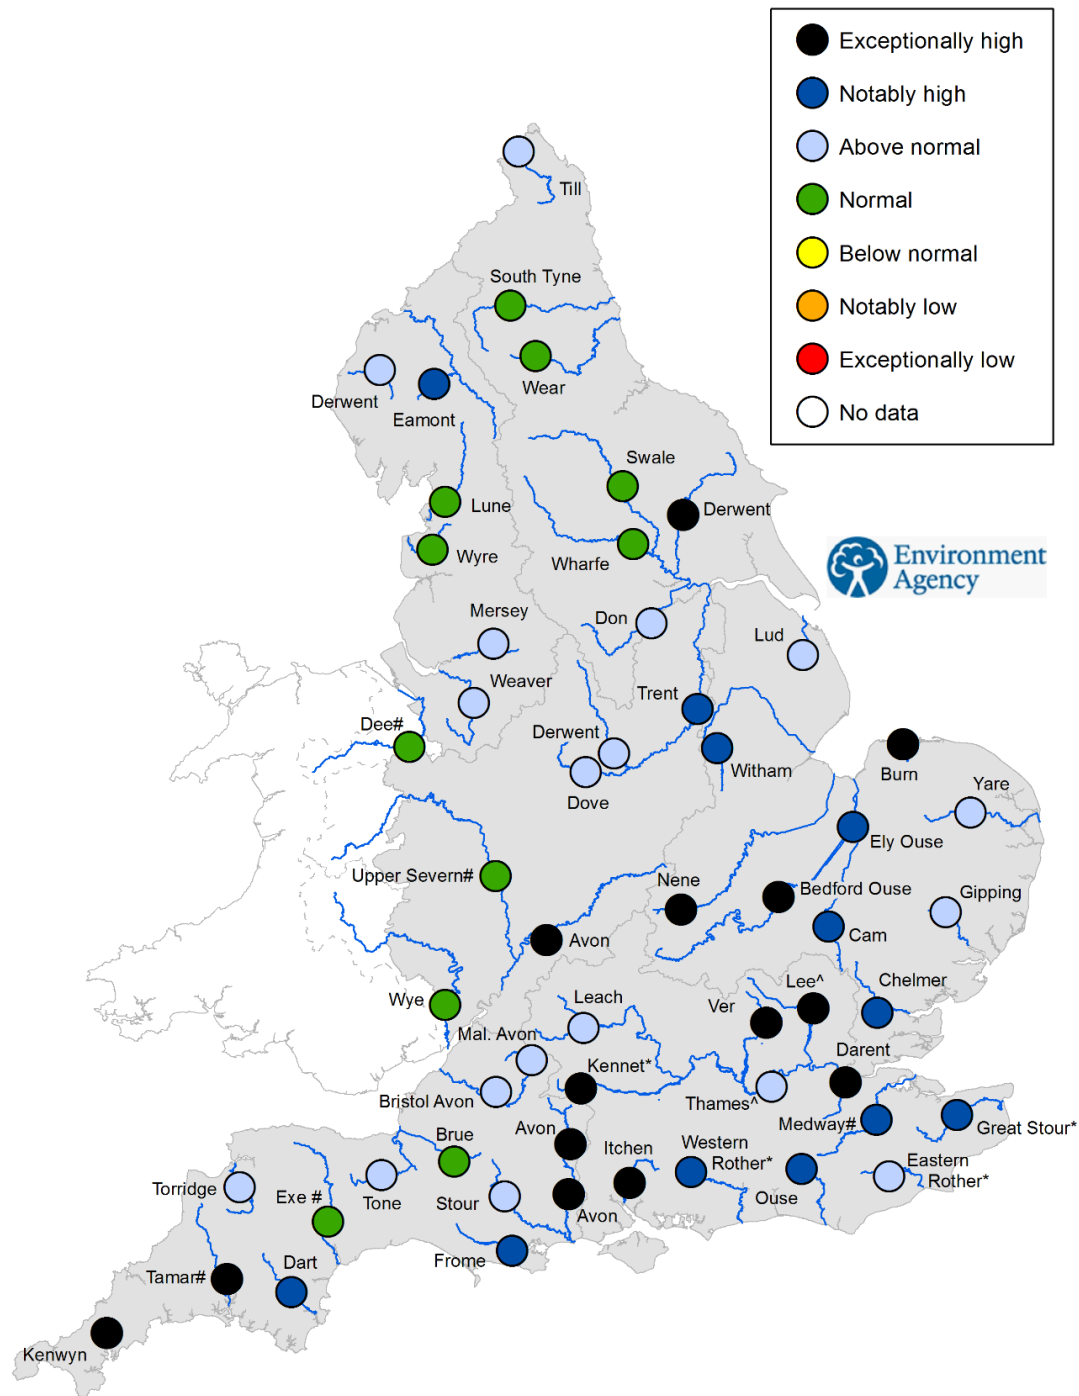 Exceptionally high
Notably high
Above normal
Normal
Below normal
Notably low
Exceptionally low
No data
Till
South Tyne
Wear
Derwent
Eamont
Swale
Lune
Derwent
Wyre
Wharfe
Environment
Agency
Mersey
Don
Lud
Weaver
Trent
Dee#
Derwent
Witham
Burn
Dove
Yare
Ely Ouse
Upper Severn#
Nene
Bedford Ouse
Gipping
Avon
Cam
Wye
Leach
Ver
Lee^
Chelmer
Mal. Avon
Kennet*
Darent
Bristol Avon
Thames^
Medway#
Great Stour*
Brue
Avon
Itchen
Western
Rother*
Eastern
Rother*
Torridge
Exe #
Tone
Stour
Avon
Ouse
Frome
Dart
Tamar#
Kenwyn